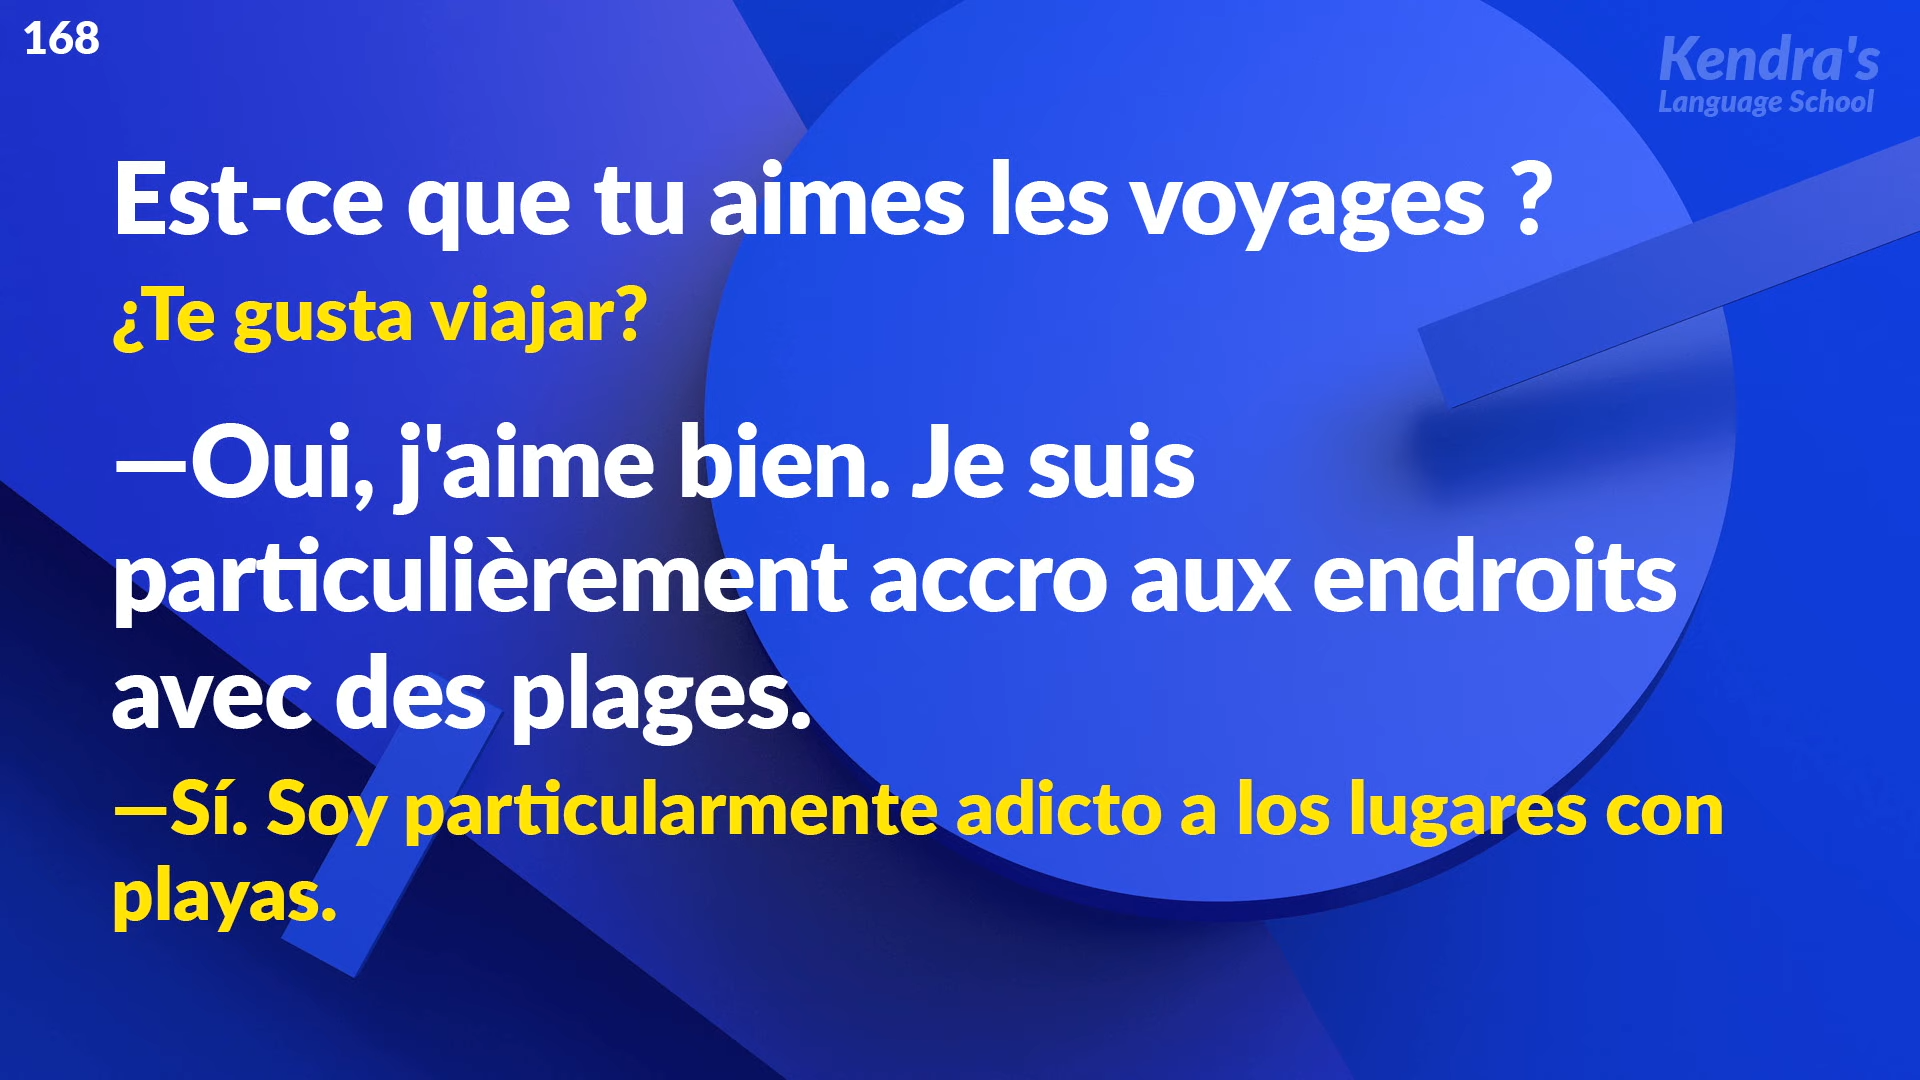 168
Kendra's
Language School
Est-ce que tu aimes les voyages ?
¿Te gusta viajar?
—Oui, j'aime bien. Je suis
particulièrement accro aux endroits
avec des plages.
—Sí. Soy particularmente adicto a los lugares con
playas.